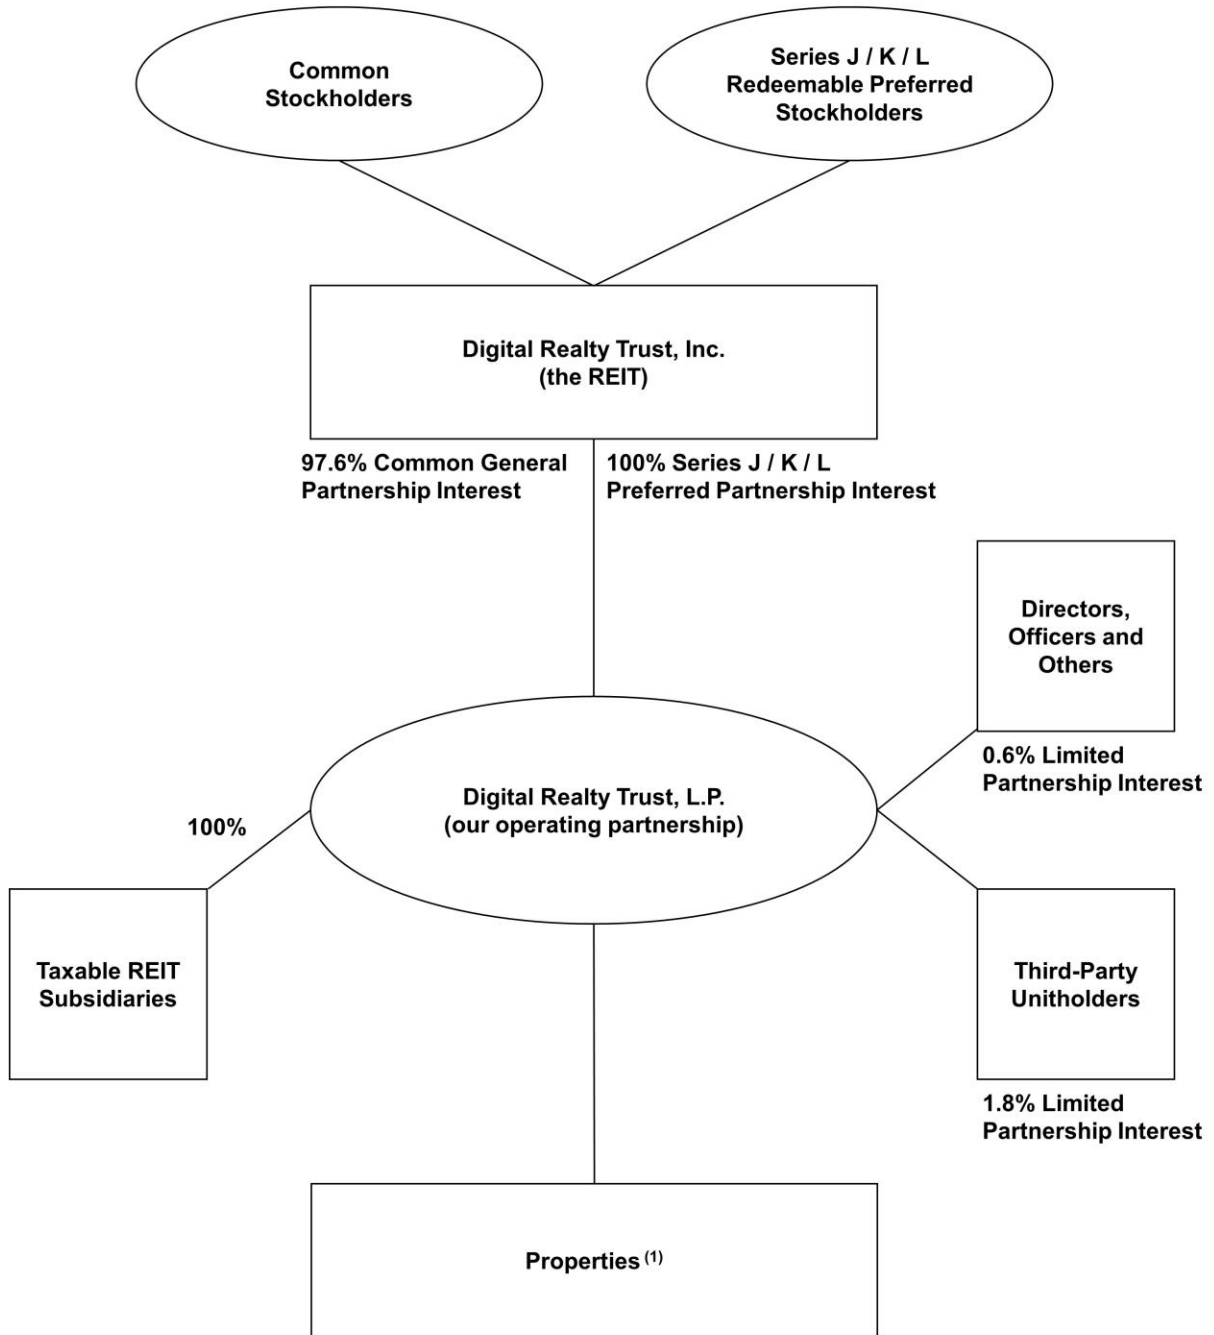 Common
Stockholders
Series J / K / L
Redeemable Preferred
Stockholders
Digital Realty Trust, Inc.
(the REIT)
97.6% Common General
Partnership Interest
100% Series J / K / L
Preferred Partnership Interest
Directors,
Officers and
Others
0.6% Limited
Partnership Interest
Digital Realty Trust, L.P.
(our operating partnership)
100%
Taxable REIT
Subsidiaries
Third-Party
Unitholders
1.8% Limited
Partnership Interest
Properties (1)